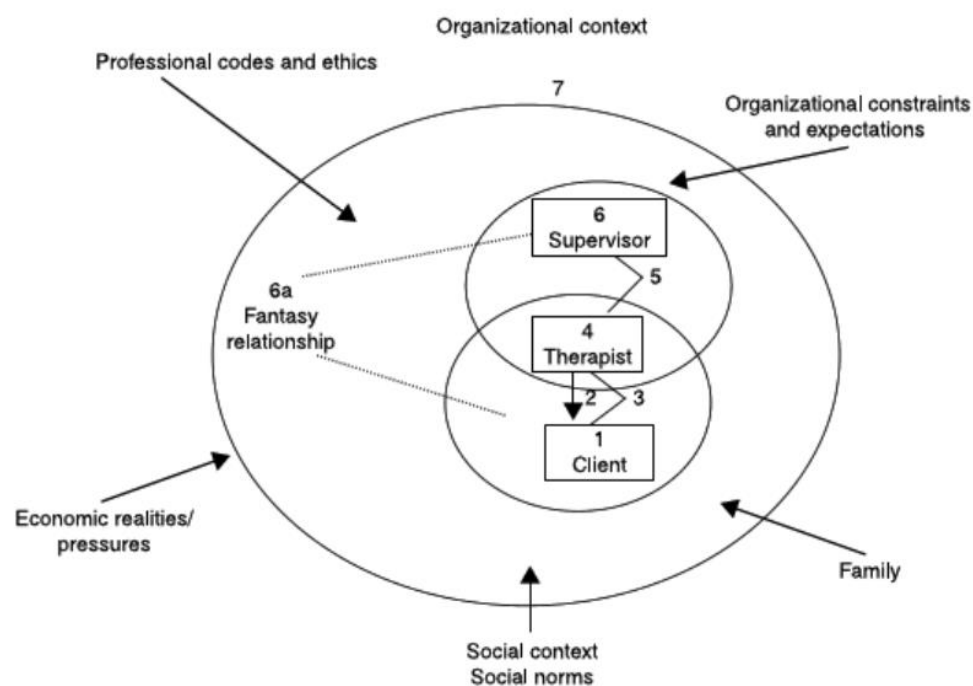 Organizational context
Professional codes and ethics
7
Organizational constraints
and expectations
6
Supervisor
5
6a
Fantasy
relationship
4
Therapist
2
3
1
Client
Economic realities/
pressures
Family
Social context
Social norms